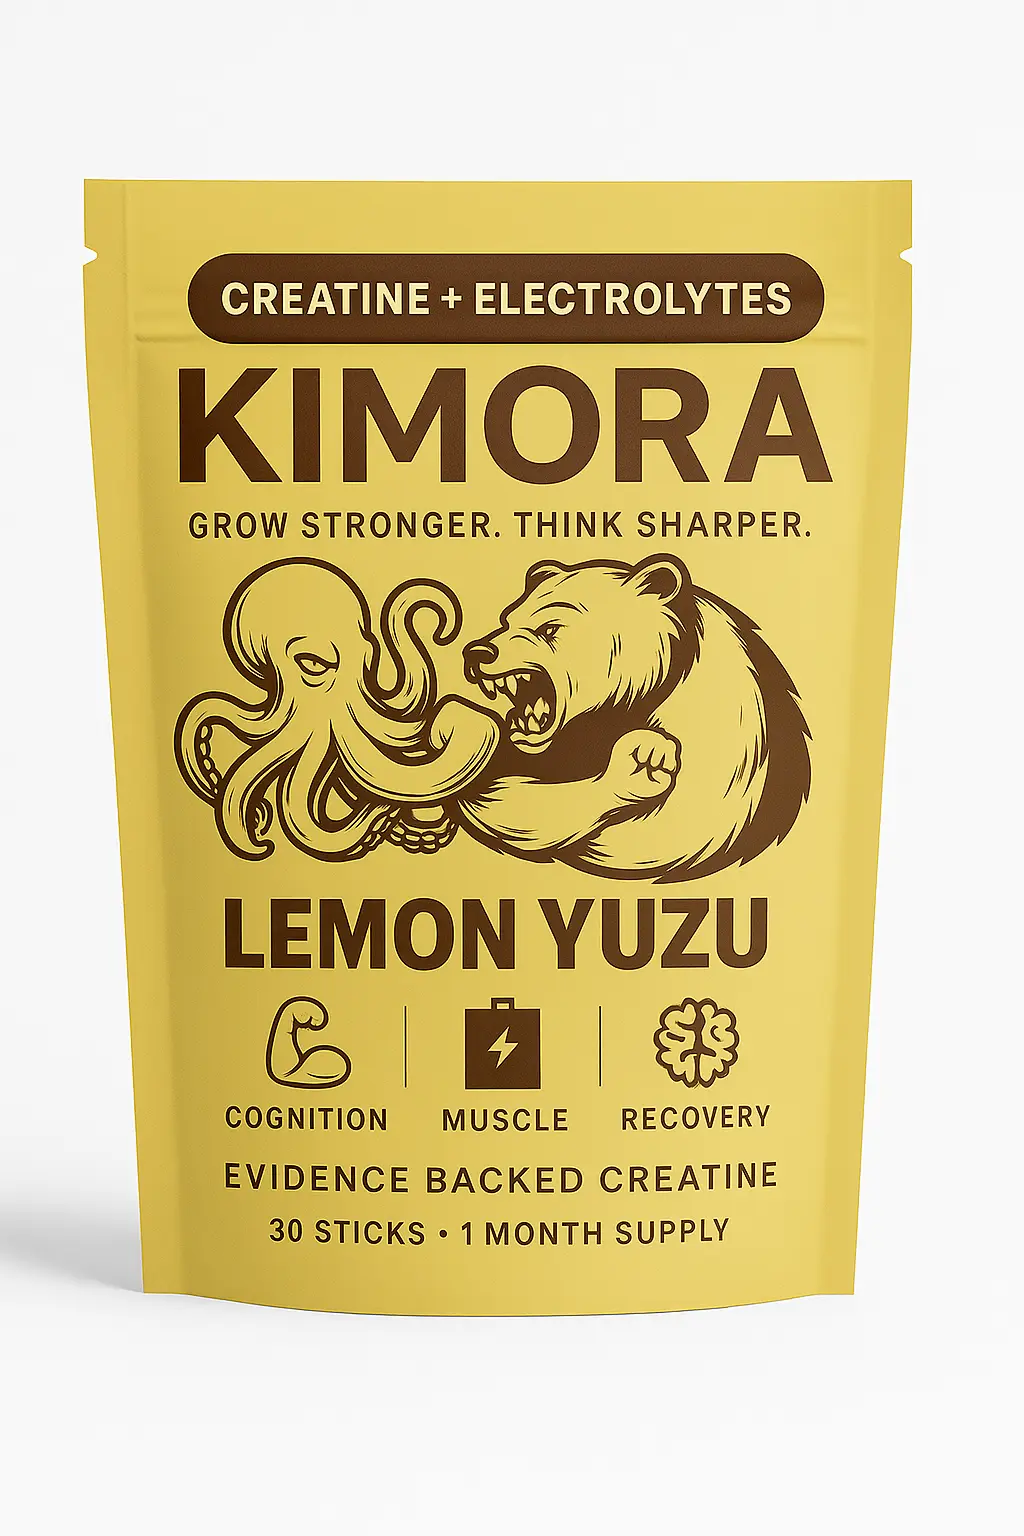 CREATINE + ELECTROLYTES
KIMORA
GROW STRONGER. THINK SHARPER.
LEMON YUZU
COGNITION MUSCLE RECOVERY
EVIDENCE BACKED CREATINE
30 STICKS • 1 MONTH SUPPLY